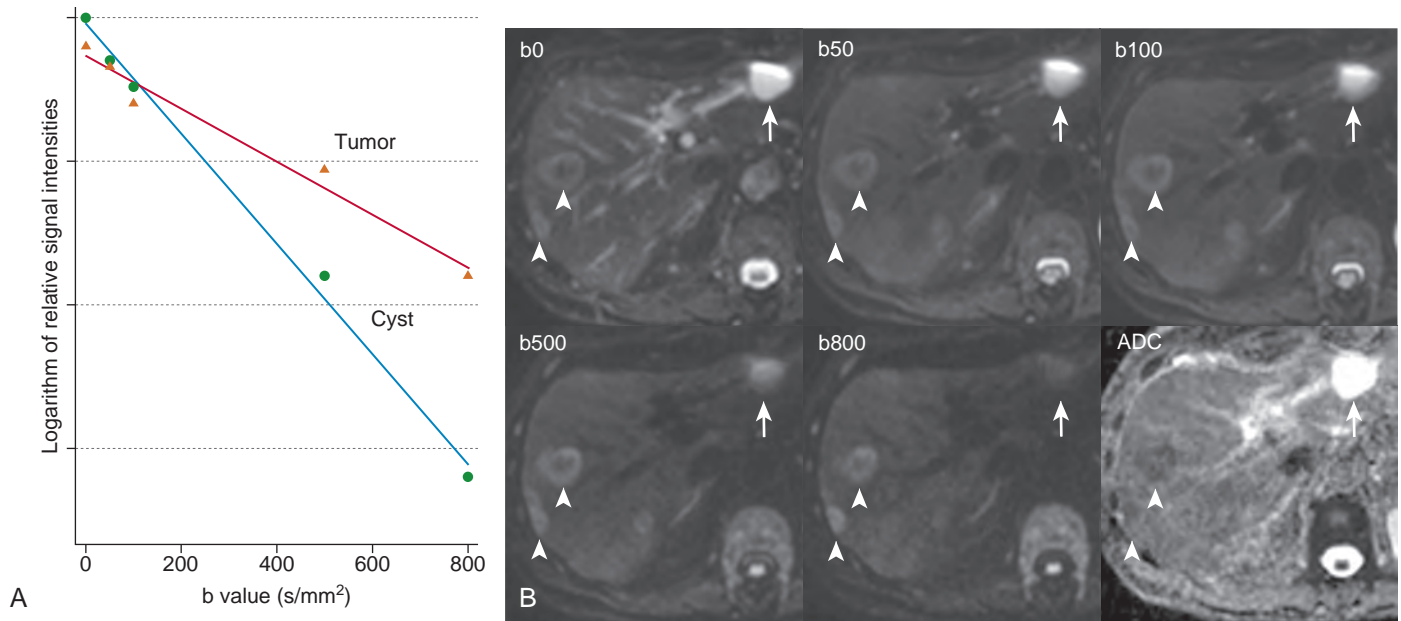 Logarithm of relative signal intensities
Tumor
Cyst
0
200
400
600
800
b value (s/mm²)
A
b0
b50
b100
b500
b800
ADC
B